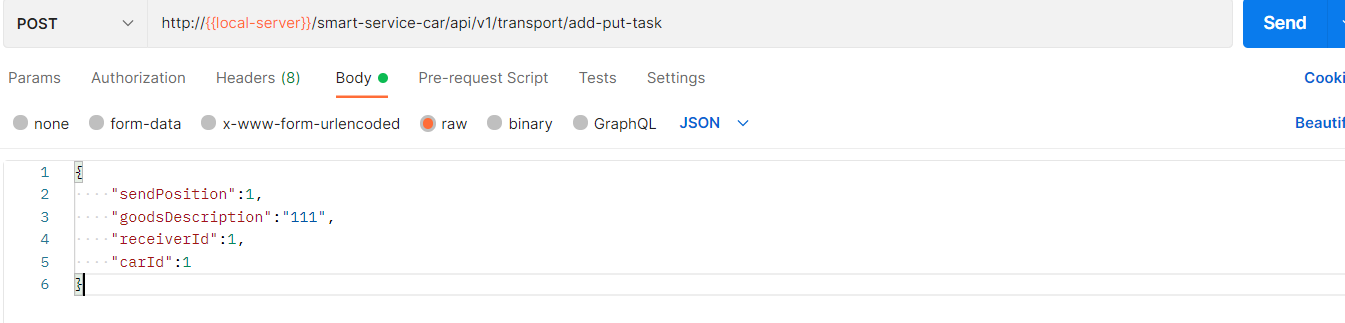 POST http://{{local-server}}/smart-service-car/api/v1/transport/add-put-task Send
Params Authorization Headers (8) Body Pre-request Script Tests Settings Cooki
none form-data x-www-form-urlencoded raw binary GraphQL JSON Beautif
1 {
2 "sendPosition":1,
3 "goodsDescription":"111",
4 "receiverId":1,
5 "carId":1
6 }